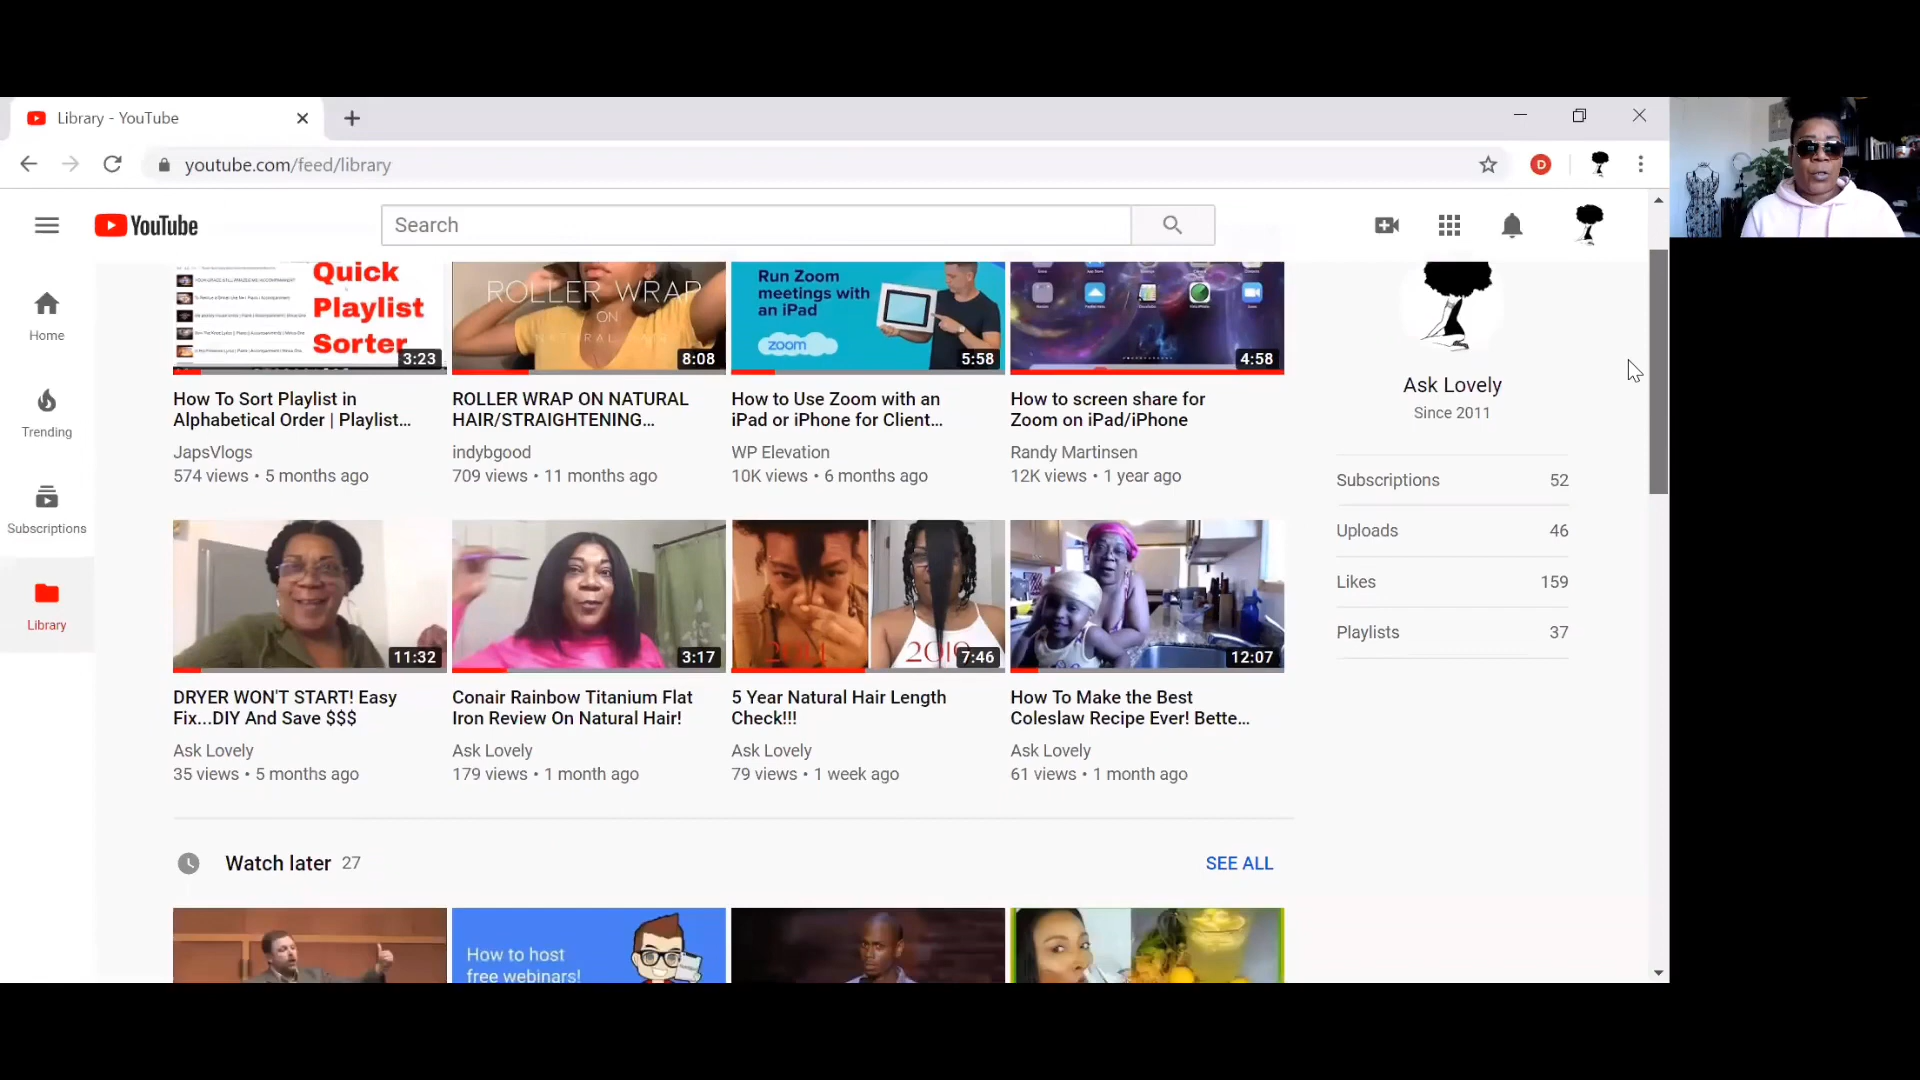 Library - YouTube
youtube.com/feed/library
D
YouTube
Search
Home
Trending
Subscriptions
Library
Quick
Playlist
Sorter
3:23
ROLLER WRAP
ON
NATURAL
8:08
Run Zoom
meetings with
an iPad
zoom
5:58
4:58
How To Sort Playlist in
Alphabetical Order | Playlist...
JapsVlogs
574 views • 5 months ago
ROLLER WRAP ON NATURAL
HAIR/STRAIGHTENING...
indybgood
709 views • 11 months ago
How to Use Zoom with an
iPad or iPhone for Client...
WP Elevation
10K views • 6 months ago
How to screen share for
Zoom on iPad/iPhone
Randy Martinsen
12K views • 1 year ago
11:32
3:17
2019
7:46
12:07
DRYER WON'T START! Easy
Fix...DIY And Save $$$
Ask Lovely
35 views • 5 months ago
Conair Rainbow Titanium Flat
Iron Review On Natural Hair!
Ask Lovely
179 views • 1 month ago
5 Year Natural Hair Length
Check!!!
Ask Lovely
79 views • 1 week ago
How To Make the Best
Coleslaw Recipe Ever! Bette...
Ask Lovely
61 views • 1 month ago
Watch later 27
SEE ALL
How to host
free webinars!
Ask Lovely
Since 2011
Subscriptions 52
Uploads 46
Likes 159
Playlists 37